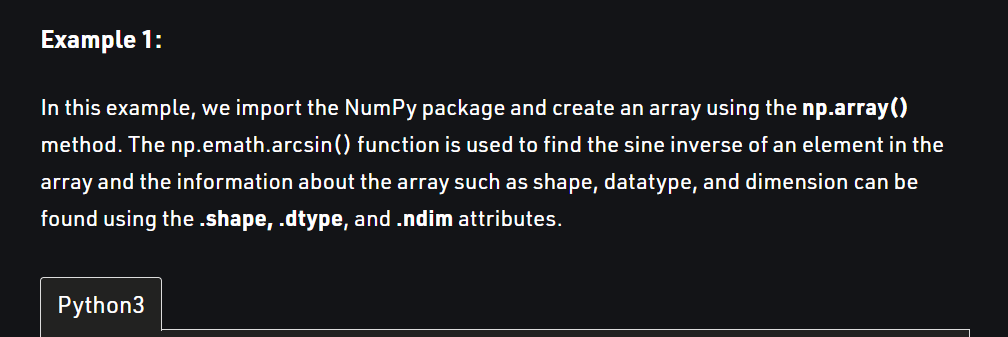 Example 1:
In this example, we import the NumPy package and create an array using the np.array()
method. The np.emath.arcsin() function is used to find the sine inverse of an element in the
array and the information about the array such as shape, datatype, and dimension can be
found using the .shape, .dtype, and .ndim attributes.
Python3